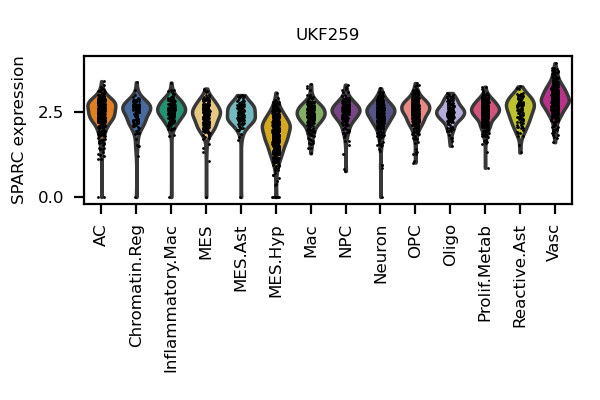 UKF259
SPARC expression
2.5
0.0
AC
Chromatin.Reg
Inflammatory.Mac
MES
MES.Ast
MES.Hyp
Mac
NPC
Neuron
OPC
Oligo
Prolif.Metab
Reactive.Ast
Vasc